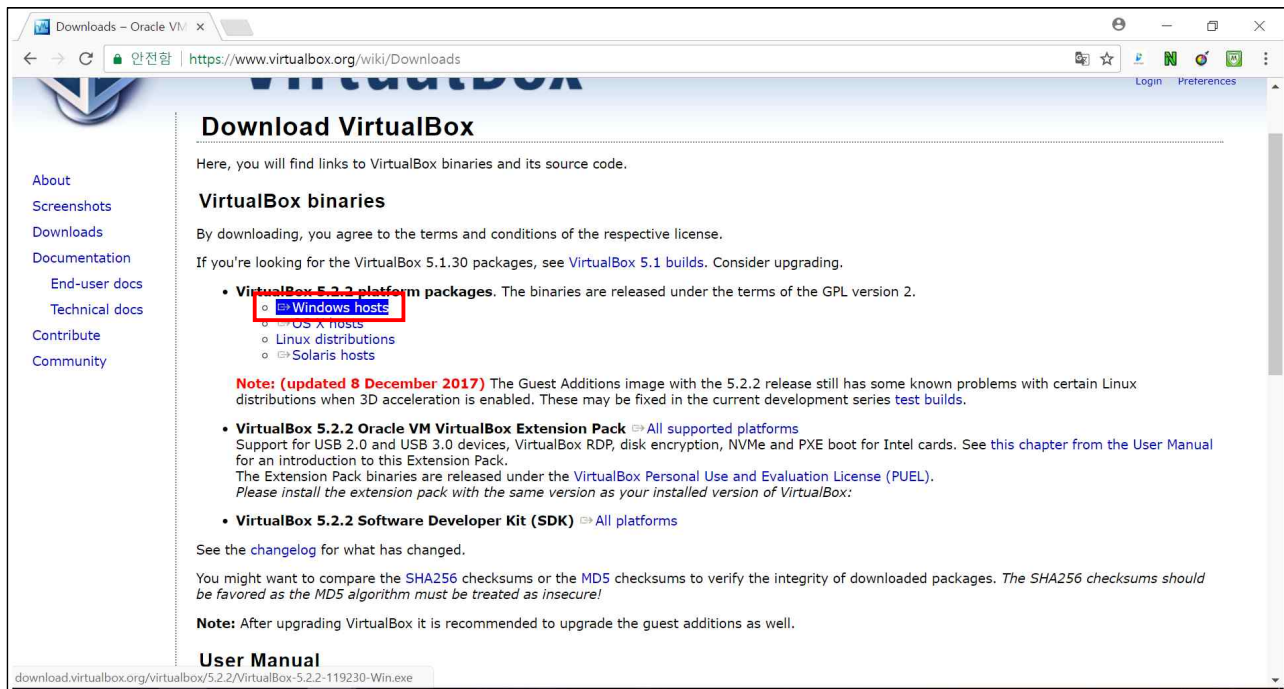 Downloads – Oracle VM
안전함 | https://www.virtualbox.org/wiki/Downloads
VirtualBox
Login Preferences
Download VirtualBox
Here, you will find links to VirtualBox binaries and its source code.
About
Screenshots
Downloads
Documentation
End-user docs
Technical docs
Contribute
Community
VirtualBox binaries
By downloading, you agree to the terms and conditions of the respective license.
If you're looking for the VirtualBox 5.1.30 packages, see VirtualBox 5.1 builds. Consider upgrading.
• VirtualBox 5.2.2 platform packages. The binaries are released under the terms of the GPL version 2.
Windows hosts
OS X hosts
Linux distributions
Solaris hosts
Note: (updated 8 December 2017) The Guest Additions image with the 5.2.2 release still has some known problems with certain Linux
distributions when 3D acceleration is enabled. These may be fixed in the current development series test builds.
• VirtualBox 5.2.2 Oracle VM VirtualBox Extension Pack All supported platforms
Support for USB 2.0 and USB 3.0 devices, VirtualBox RDP, disk encryption, NVMe and PXE boot for Intel cards. See this chapter from the User Manual
for an introduction to this Extension Pack.
The Extension Pack binaries are released under the VirtualBox Personal Use and Evaluation License (PUEL).
Please install the extension pack with the same version as your installed version of VirtualBox:
• VirtualBox 5.2.2 Software Developer Kit (SDK) All platforms
See the changelog for what has changed.
You might want to compare the SHA256 checksums or the MD5 checksums to verify the integrity of downloaded packages. The SHA256 checksums should
be favored as the MD5 algorithm must be treated as insecure!
Note: After upgrading VirtualBox it is recommended to upgrade the guest additions as well.
User Manual
download.virtualbox.org/virtualbox/5.2.2/VirtualBox-5.2.2-119230-Win.exe